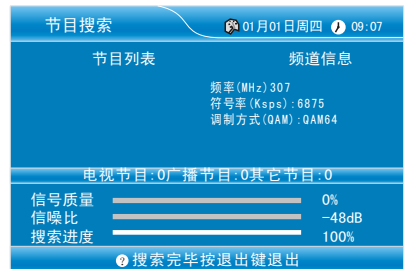 节目搜索 01月01日周四 09:07
节目列表 频道信息
频率(MHz)307
符号率(Ksps):6875
调制方式(QAM):QAM64
电视节目:0广播节目:0其它节目:0
信号质量 0%
信噪比 -48dB
搜索进度 100%
?搜索完毕按退出键退出